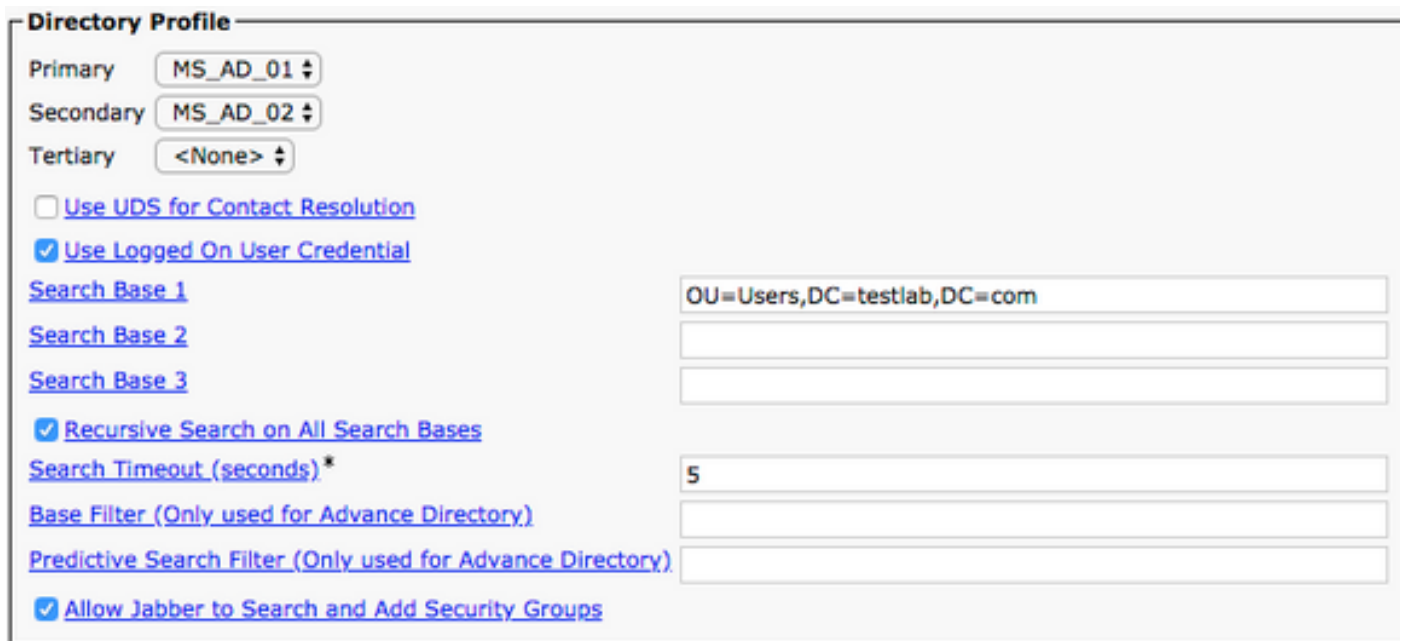 Directory Profile
Primary MS_AD_01
Secondary MS_AD_02
Tertiary <None>
Use UDS for Contact Resolution
Use Logged On User Credential
Search Base 1 OU=Users,DC=testlab,DC=com
Search Base 2
Search Base 3
Recursive Search on All Search Bases
Search Timeout (seconds)* 5
Base Filter (Only used for Advance Directory)
Predictive Search Filter (Only used for Advance Directory)
Allow Jabber to Search and Add Security Groups